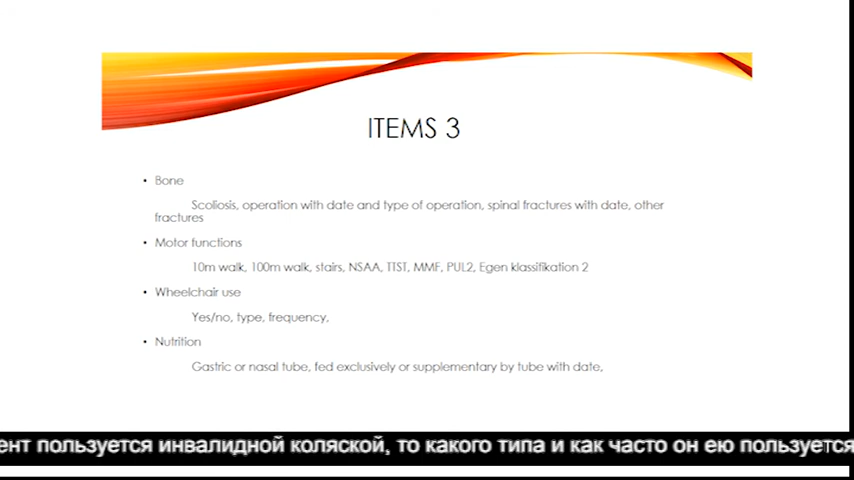 ITEMS 3
• Bone
Scoliosis, operation with date and type of operation, spinal fractures with date, other
fractures
• Motor functions
10m walk, 100m walk, stairs, NSAA, TTST, MMF, PUL2, Egen klassifikation 2
• Wheelchair use
Yes/no, type, frequency,
• Nutrition
Gastric or nasal tube, fed exclusively or supplementary by tube with date,
ент пользуется инвалидной коляской, то какого типа и как часто он ею пользуется